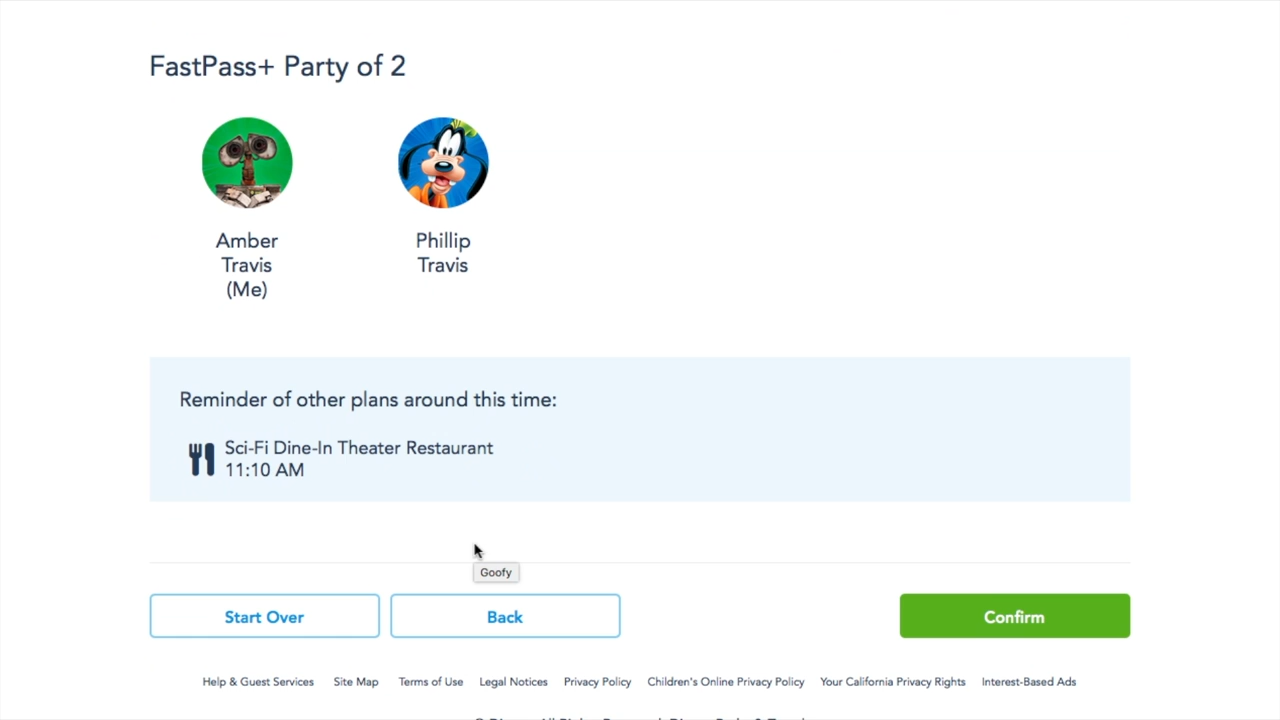 FastPass+ Party of 2
Amber
Travis
(Me)
Phillip
Travis
Reminder of other plans around this time:
Sci-Fi Dine-In Theater Restaurant
11:10 AM
Goofy
Start Over
Back
Confirm
Help & Guest Services Site Map Terms of Use Legal Notices Privacy Policy Children's Online Privacy Policy Your California Privacy Rights Interest-Based Ads